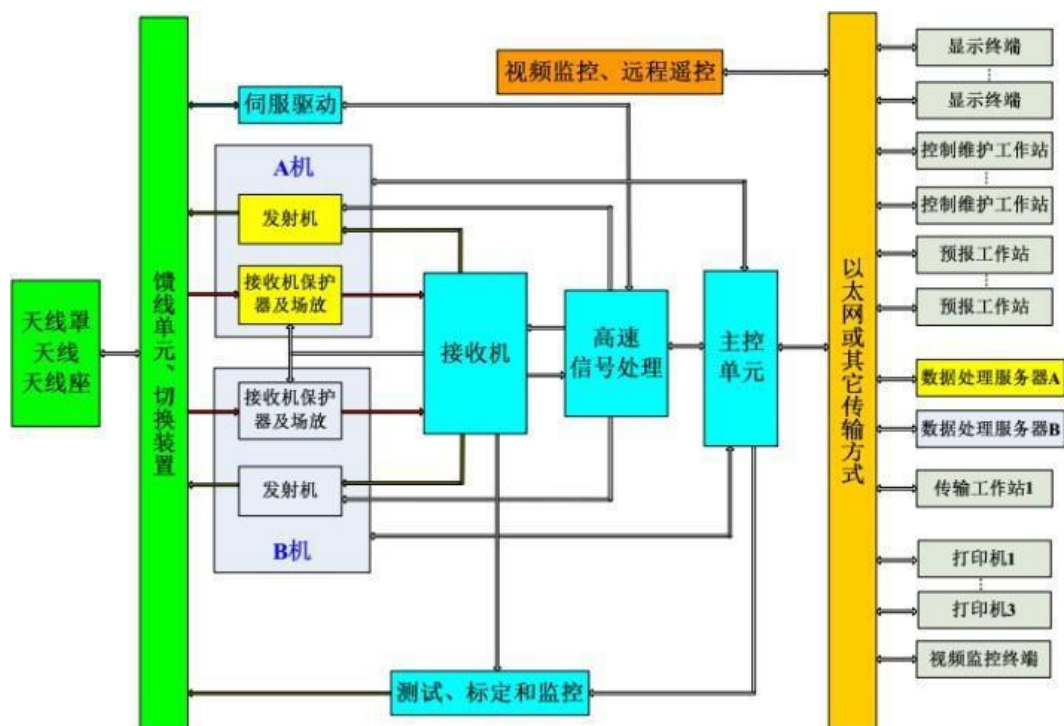 视频监控、远程遥控
伺服驱动
A机
发射机
接收机保护
器及场放
接收机保护
器及场放
发射机
B机
天线罩
天线
天线座
馈线单元、切换装置
接收机
高速
信号处理
主控
单元
测试、标定和监控
以太网或其它传输方式
显示终端
显示终端
控制维护工作站
控制维护工作站
预报工作站
预报工作站
数据处理服务器A
数据处理服务器B
传输工作站1
打印机1
打印机3
视频监控终端